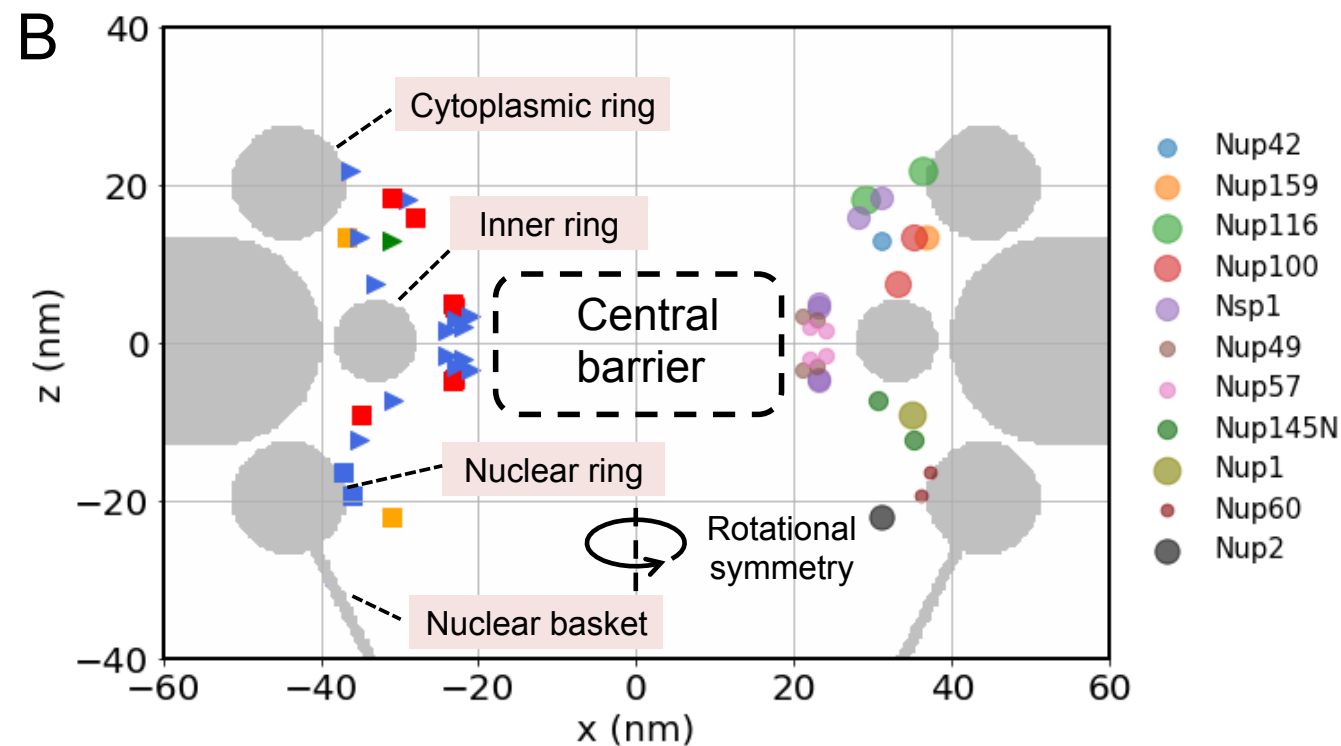 B
40
20
0
−20
−40
z (nm)
−60
−40
−20
0
20
40
60
x (nm)
Cytoplasmic ring
Inner ring
Central
barrier
Nuclear ring
Rotational
symmetry
Nuclear basket
Nup42
Nup159
Nup116
Nup100
Nsp1
Nup49
Nup57
Nup145N
Nup1
Nup60
Nup2